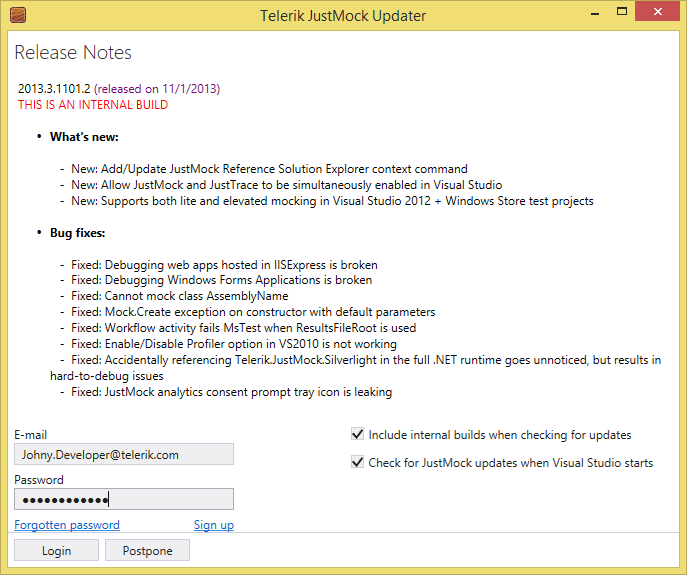 Telerik JustMock Updater
Release Notes
2013.3.1101.2 (released on 11/1/2013)
THIS IS AN INTERNAL BUILD
• What's new:
- New: Add/Update JustMock Reference Solution Explorer context command
- New: Allow JustMock and JustTrace to be simultaneously enabled in Visual Studio
- New: Supports both lite and elevated mocking in Visual Studio 2012 + Windows Store test projects
• Bug fixes:
- Fixed: Debugging web apps hosted in IISExpress is broken
- Fixed: Debugging Windows Forms Applications is broken
- Fixed: Cannot mock class AssemblyName
- Fixed: Mock.Create exception on constructor with default parameters
- Fixed: Workflow activity fails MsTest when ResultsFileRoot is used
- Fixed: Enable/Disable Profiler option in VS2010 is not working
- Fixed: Accidentally referencing Telerik.JustMock.Silverlight in the full .NET runtime goes unnoticed, but results in
hard-to-debug issues
- Fixed: JustMock analytics consent prompt tray icon is leaking
E-mail
Johny.Developer@telerik.com
Password
●●●●●●●●●●●●
Forgotten password
Sign up
Include internal builds when checking for updates
Check for JustMock updates when Visual Studio starts
Login
Postpone